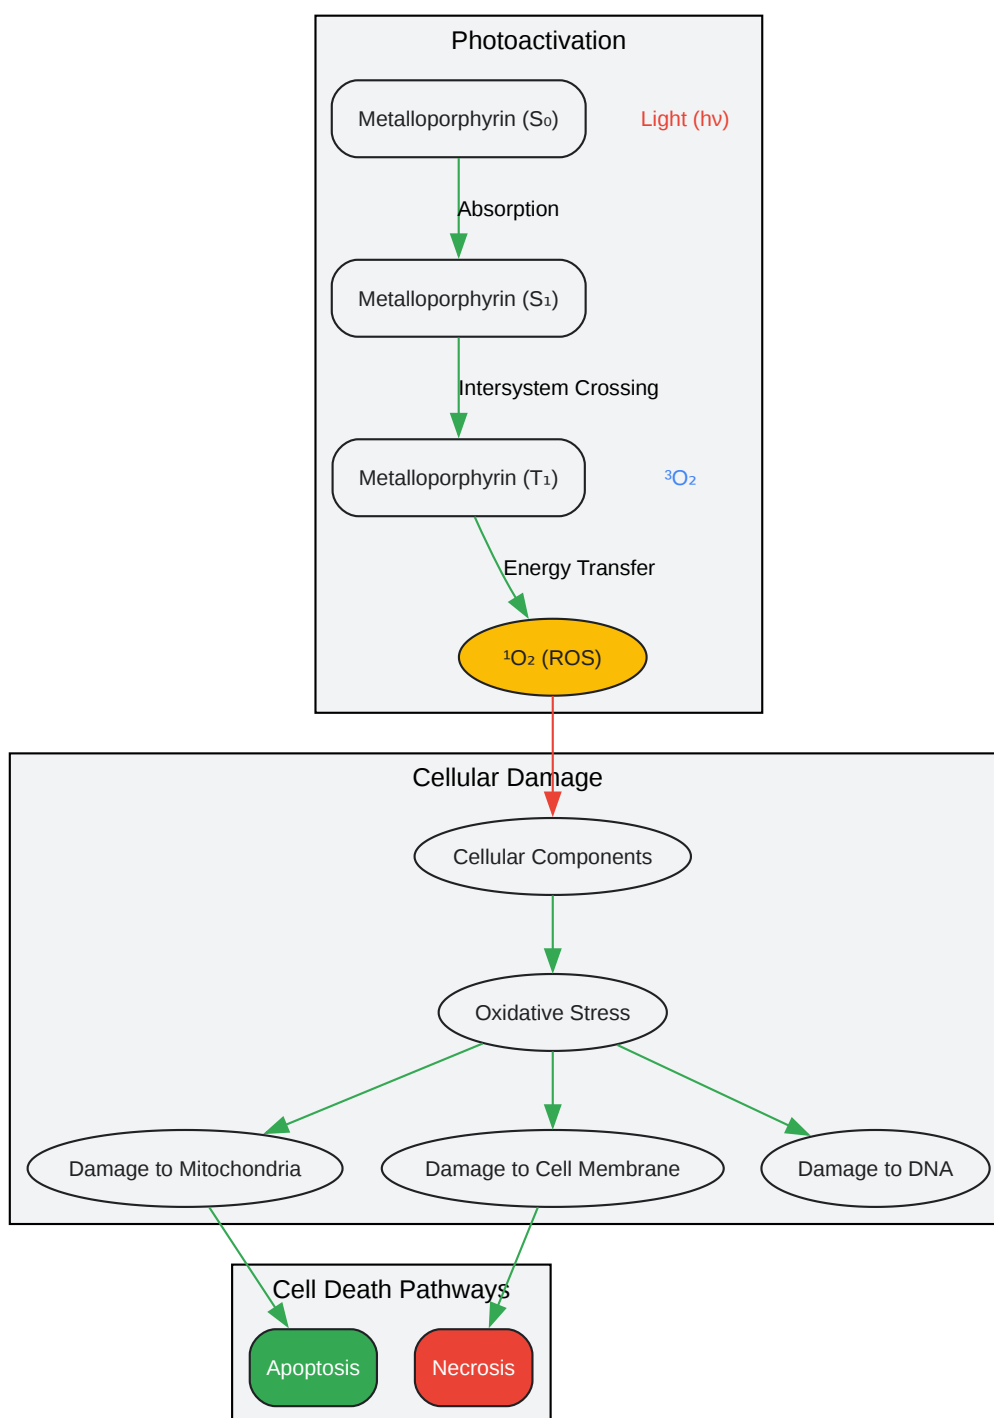 Photoactivation
Metalloporphyrin (S₀)
Light (hν)
Absorption
Metalloporphyrin (S₁)
Intersystem Crossing
Metalloporphyrin (T₁)
³O₂
Energy Transfer
¹O₂ (ROS)
Cellular Damage
Cellular Components
Oxidative Stress
Damage to Mitochondria
Damage to Cell Membrane
Damage to DNA
Cell Death Pathways
Apoptosis
Necrosis